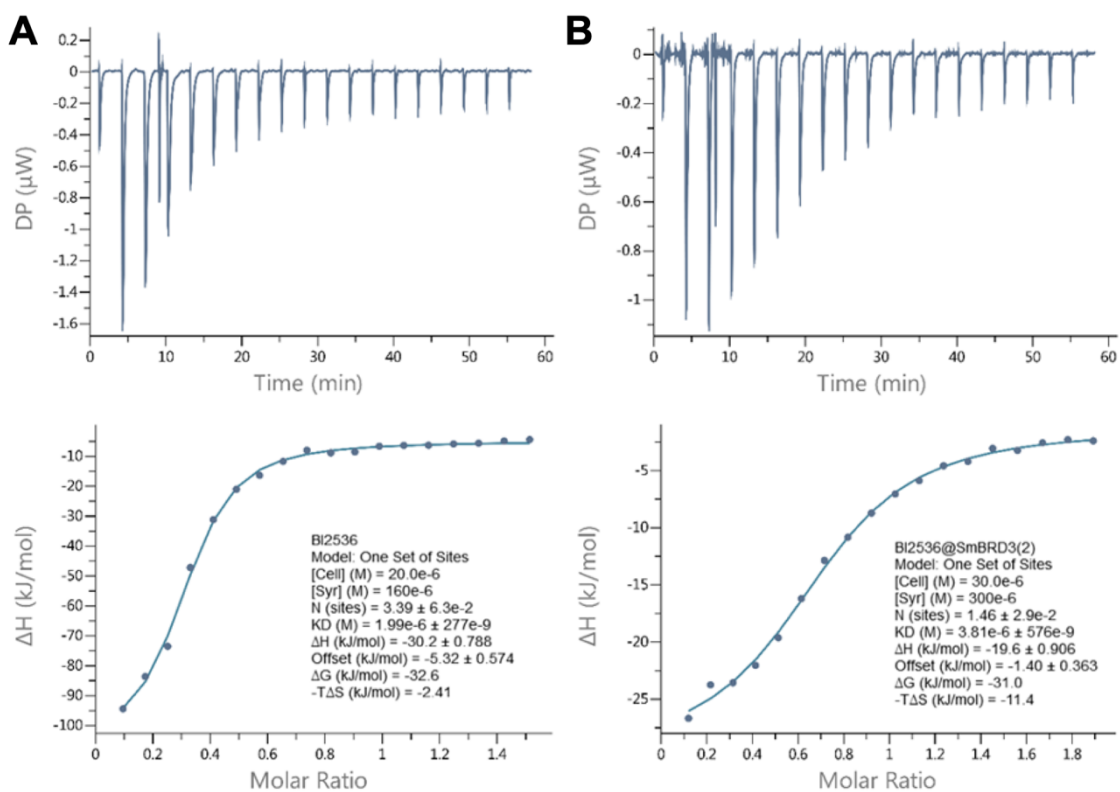 A
0.2
0
-0.2
-0.4
-0.6
-0.8
-1
-1.2
-1.4
-1.6
DP (µW)
0 10 20 30 40 50 60
Time (min)
B
0
-0.2
-0.4
-0.6
-0.8
-1
DP (µW)
0 10 20 30 40 50 60
Time (min)
-10
-20
-30
-40
-50
-60
-70
-80
-90
-100
ΔH (kJ/mol)
BI2536
Model: One Set of Sites
[Cell] (M) = 20.0e-6
[Syr] (M) = 160e-6
N (sites) = 3.39 ± 6.3e-2
KD (M) = 1.99e-6 ± 277e-9
ΔH (kJ/mol) = -30.2 ± 0.788
Offset (kJ/mol) = -5.32 ± 0.574
ΔG (kJ/mol) = -32.6
-TΔS (kJ/mol) = -2.41
0 0.2 0.4 0.6 0.8 1 1.2 1.4
Molar Ratio
-5
-10
-15
-20
-25
ΔH (kJ/mol)
BI2536@SmBRD3(2)
Model: One Set of Sites
[Cell] (M) = 30.0e-6
[Syr] (M) = 300e-6
N (sites) = 1.46 ± 2.9e-2
KD (M) = 3.81e-6 ± 576e-9
ΔH (kJ/mol) = -19.6 ± 0.906
Offset (kJ/mol) = -1.40 ± 0.363
ΔG (kJ/mol) = -31.0
-TΔS (kJ/mol) = -11.4
0 0.2 0.4 0.6 0.8 1 1.2 1.4 1.6 1.8
Molar Ratio